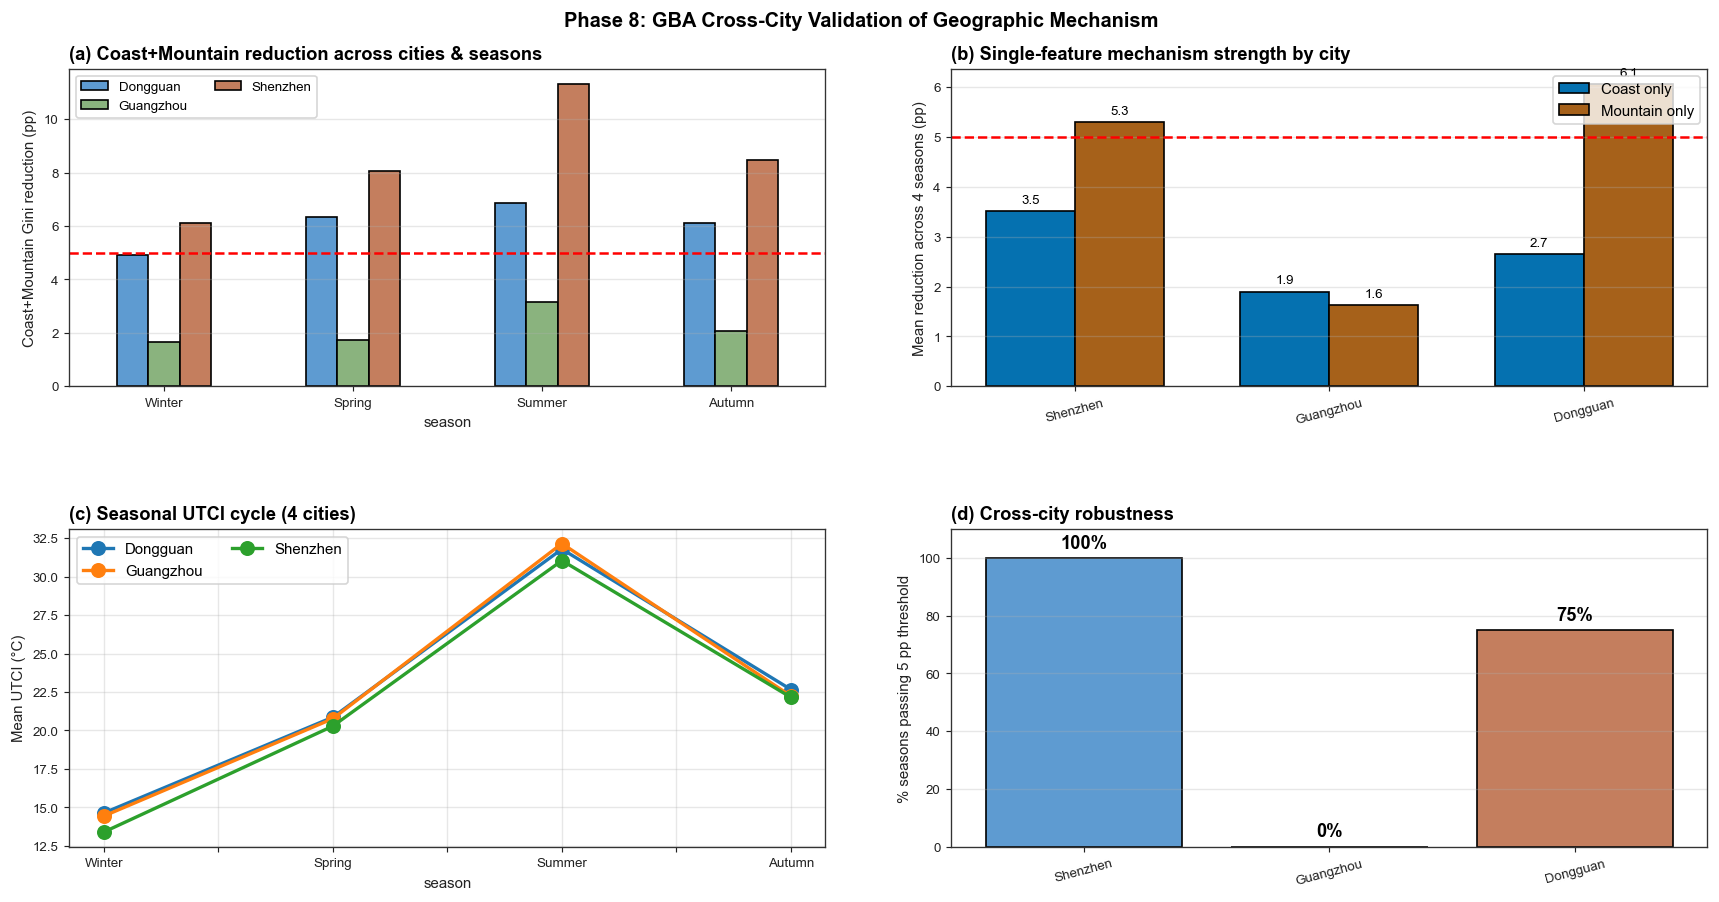 Phase 8: GBA Cross-City Validation of Geographic Mechanism
(a) Coast+Mountain reduction across cities & seasons
Dongguan
Guangzhou
Shenzhen
Coast+Mountain Gini reduction (pp)
10
8
6
4
2
0
Winter
Spring
Summer
Autumn
season
(b) Single-feature mechanism strength by city
Coast only
Mountain only
Mean reduction across 4 seasons (pp)
6
5
4
3
2
1
0
3.5
5.3
1.9
1.6
2.7
6.1
Shenzhen
Guangzhou
Dongguan
(c) Seasonal UTCI cycle (4 cities)
Dongguan
Guangzhou
Shenzhen
Mean UTCI (°C)
32.5
30.0
27.5
25.0
22.5
20.0
17.5
15.0
12.5
Winter
Spring
Summer
Autumn
season
(d) Cross-city robustness
% seasons passing 5 pp threshold
100
80
60
40
20
0
100%
0%
75%
Shenzhen
Guangzhou
Dongguan